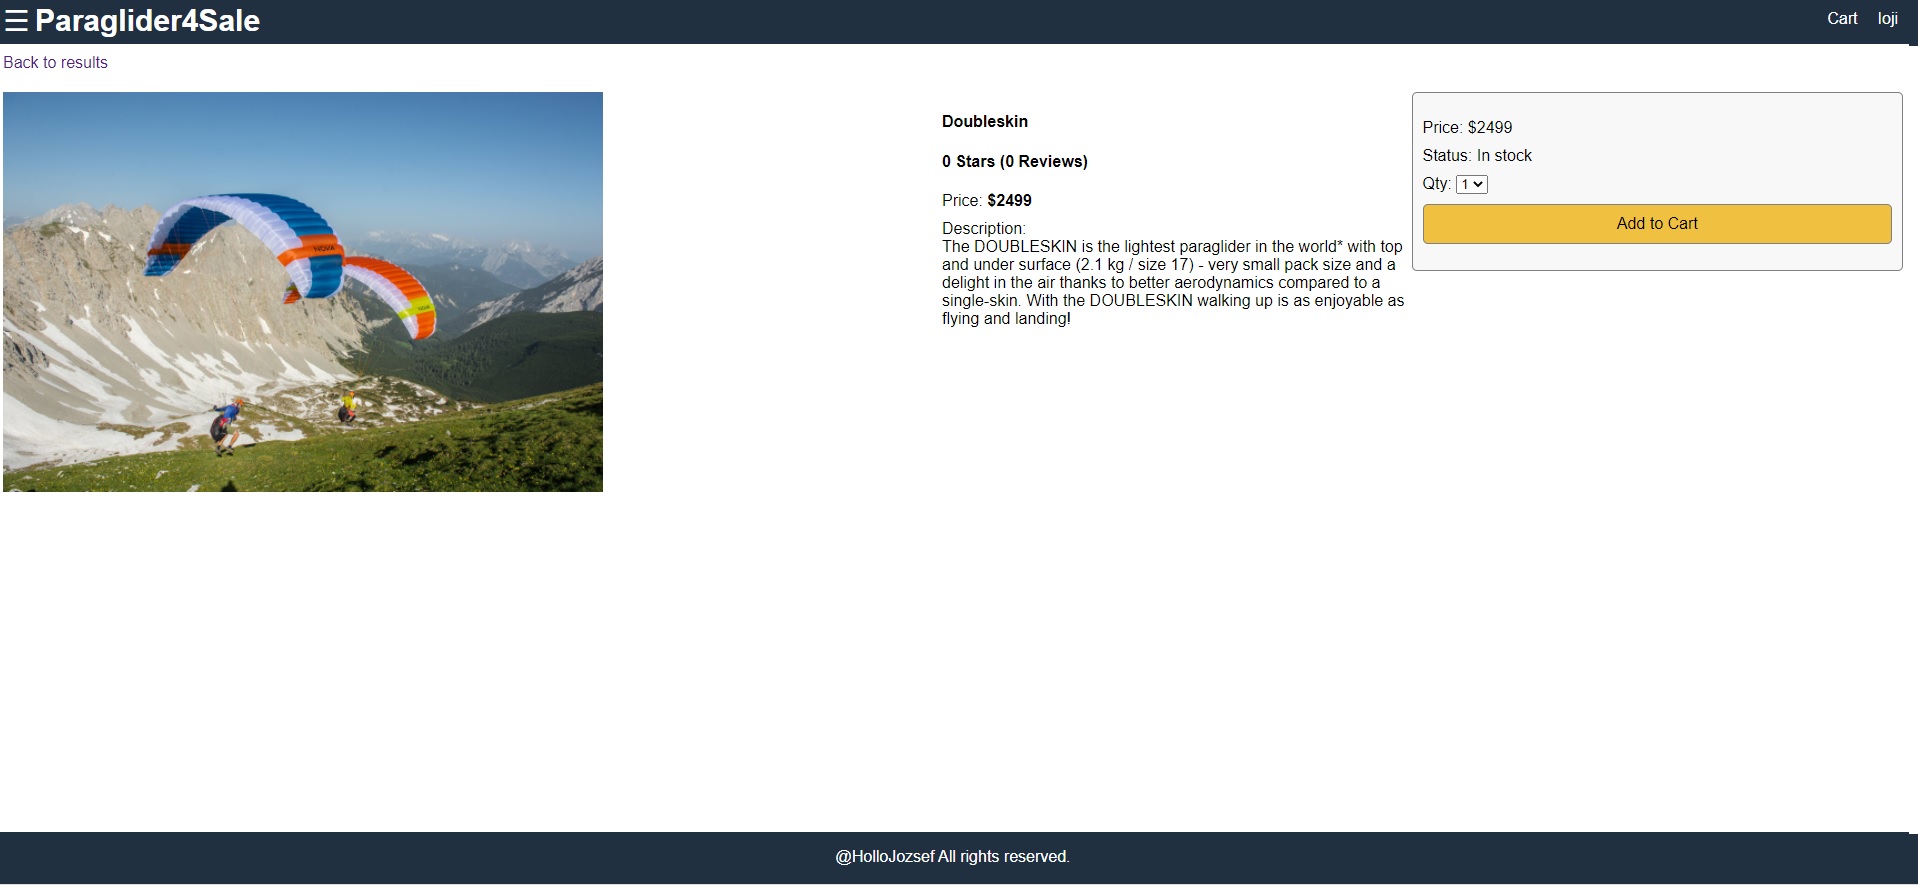 ☰ Paraglider4Sale
Cart Ioji
Back to results
NOVA
Doubleskin
0 Stars (0 Reviews)
Price: $2499
Description:
The DOUBLESKIN is the lightest paraglider in the world* with top
and under surface (2.1 kg / size 17) - very small pack size and a
delight in the air thanks to better aerodynamics compared to a
single-skin. With the DOUBLESKIN walking up is as enjoyable as
flying and landing!
Price: $2499
Status: In stock
Qty: 1
Add to Cart
@HolloJozsef All rights reserved.